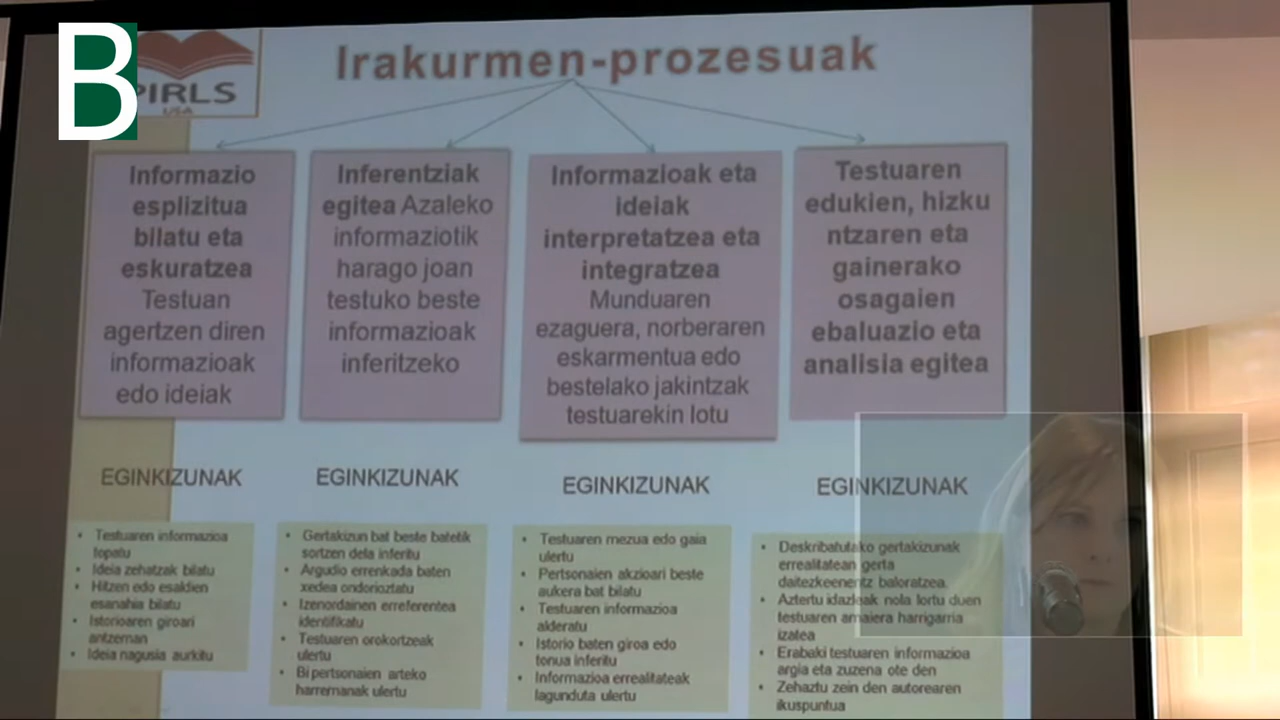 B
PIRLS
USA
Irakurmen-prozesuak
Informazio
esplizitua
bilatu eta
eskuratzea
Testuan
agertzen diren
informazioak
edo ideiak
Inferentziak
egitea Azaleko
informaziotik
harago joan
testuko beste
informazioak
inferitzeko
Informazioak eta
ideiak
interpretatzea eta
integratzea
Munduaren
ezaguera, norberaren
eskarmentua edo
bestelako jakintzak
testuarekin lotu
Testuaren
edukien, hizku
ntzaren eta
gainerako
osagaien
ebaluazio eta
analisia egitea
EGINKIZUNAK
EGINKIZUNAK
EGINKIZUNAK
EGINKIZUNAK
• Testuaren informazioa
topatu
• Ideia zehatzak bilatu
• Hitzen edo esaldien
esanahia bilatu
• Istorioaren giroari
antzeman
• Ideia nagusia aurkitu
• Gertakizun bat beste batetik
sortzen dela inferitu
• Argudio errenkada baten
xedea ondorioztatu
• Izenordainen erreferentea
identifikatu
• Testuaren orokortzeak
ulertu
• Bi pertsonaien arteko
harremanak ulertu
• Testuaren mezua edo gaia
ulertu
• Pertsonaien akzioari beste
aukera bat bilatu
• Testuaren informazioa
alderatu
• Istorio baten giroa edo
tonua inferitu
• Informazioa errealitateak
lagunduta ulertu
• Deskribatutako gertakizunak
errealitatean gerta
daitezkeenentz baloratzea.
• Aztertu idazleak nola lortu duen
testuaren amaiera harrigarria
izatea
• Erabaki testuaren informazioa
argia eta zuzena ote den
• Zehaztu zein den autorearen
ikuspuntua